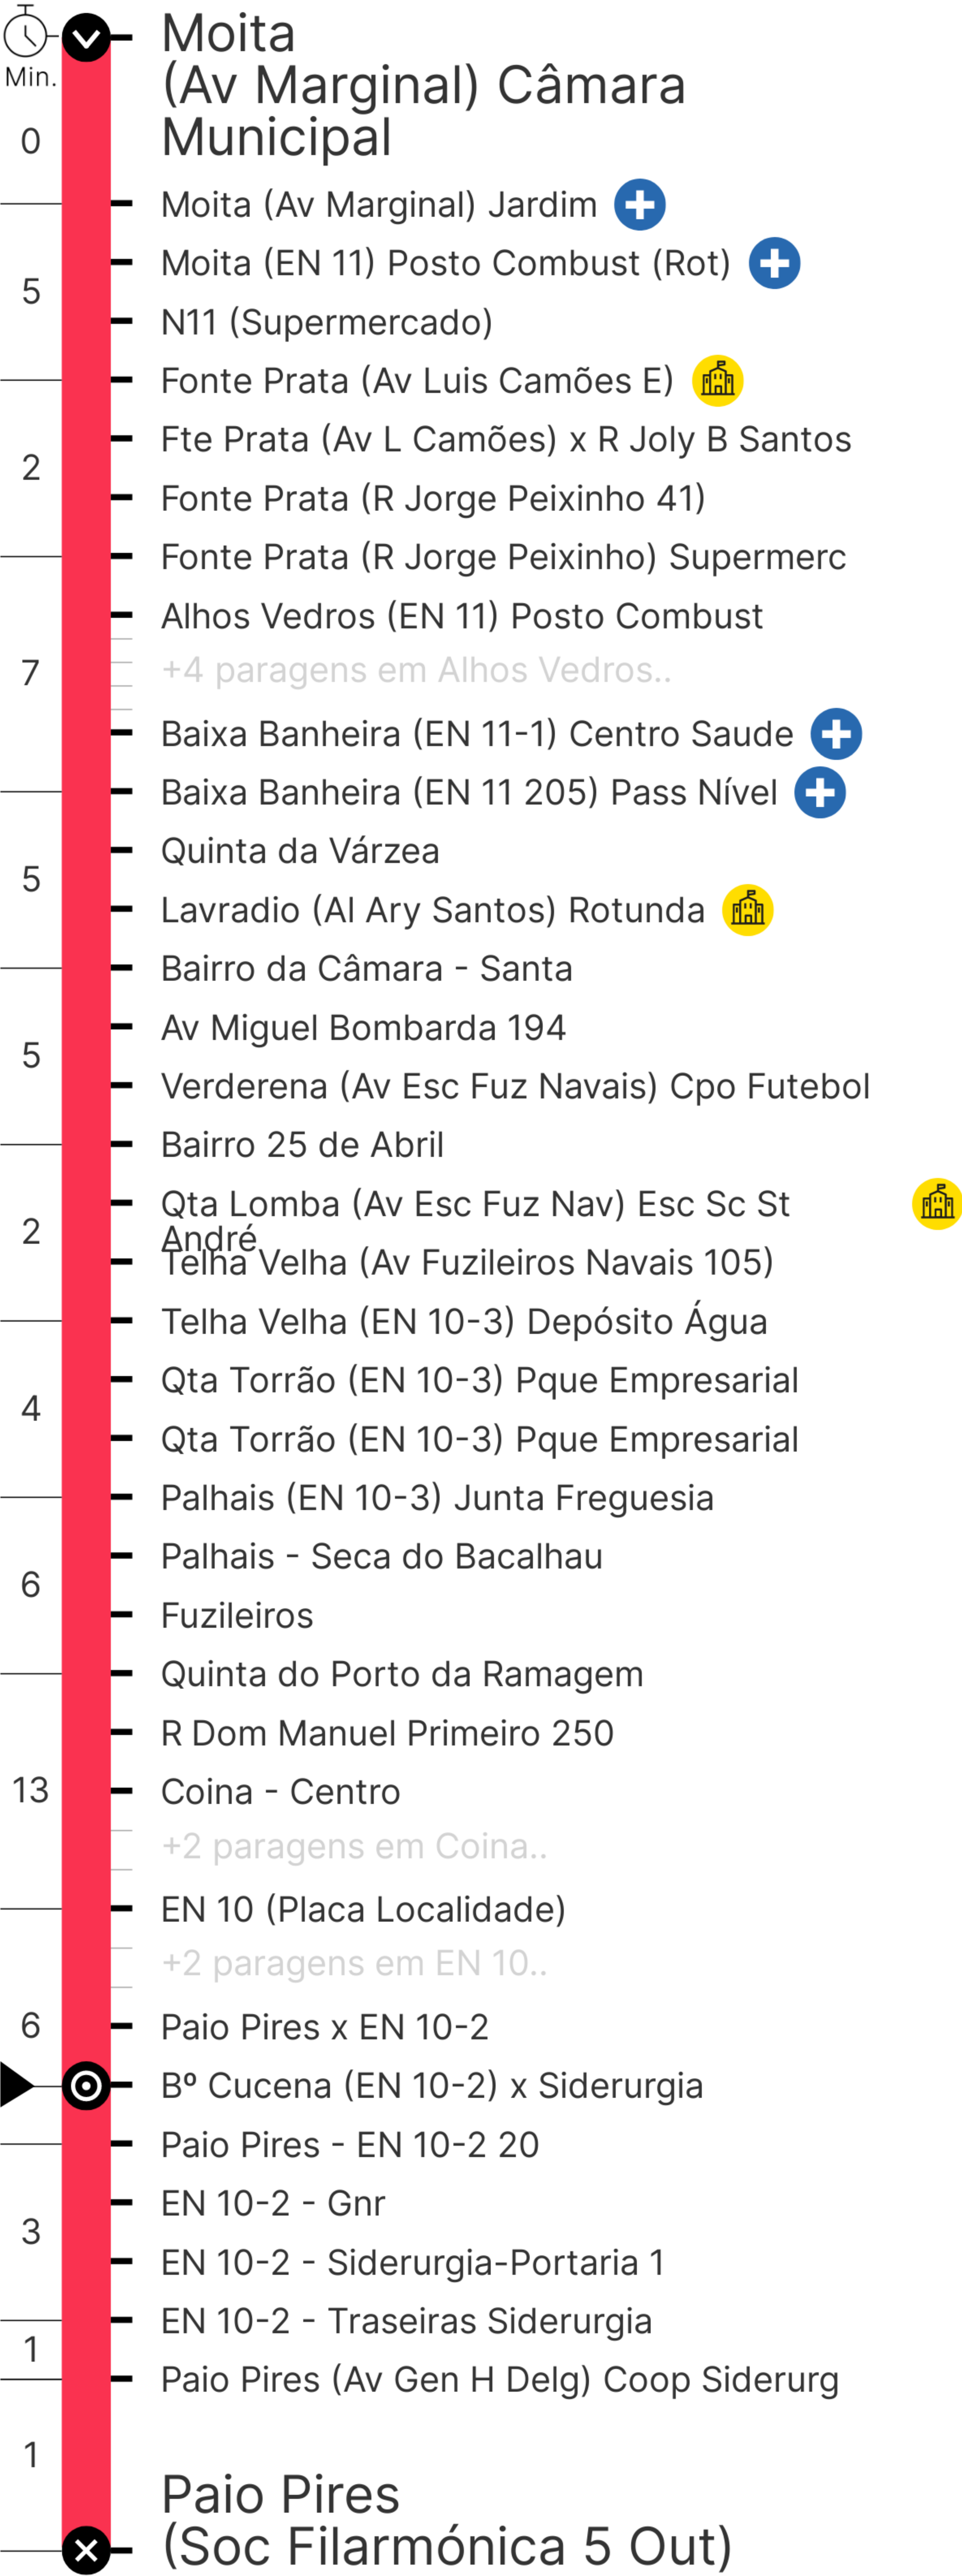 Moita
Min.
(Av Marginal) Câmara
0
Municipal
Moita (Av Marginal) Jardim
Moita (EN 11) Posto Combust (Rot)
5
N11 (Supermercado)
Fonte Prata (Av Luis Camões E)
Fte Prata (Av L Camões) x R Joly B Santos
2
Fonte Prata (R Jorge Peixinho 41)
Fonte Prata (R Jorge Peixinho) Supermerc
Alhos Vedros (EN 11) Posto Combust
7
+4 paragens em Alhos Vedros..
Baixa Banheira (EN 11-1) Centro Saude
Baixa Banheira (EN 11 205) Pass Nível
Quinta da Várzea
5
Lavradio (Al Ary Santos) Rotunda
Bairro da Câmara - Santa
Av Miguel Bombarda 194
5
Verderena (Av Esc Fuz Navais) Cpo Futebol
Bairro 25 de Abril
Qta Lomba (Av Esc Fuz Nav) Esc Sc St
2
André
Telha Velha (Av Fuzileiros Navais 105)
Telha Velha (EN 10-3) Depósito Água
Qta Torrão (EN 10-3) Pque Empresarial
4
Qta Torrão (EN 10-3) Pque Empresarial
Palhais (EN 10-3) Junta Freguesia
Palhais - Seca do Bacalhau
6
Fuzileiros
Quinta do Porto da Ramagem
R Dom Manuel Primeiro 250
13
Coina - Centro
+2 paragens em Coina..
EN 10 (Placa Localidade)
+2 paragens em EN 10..
6
Paio Pires x EN 10-2
Bº Cucena (EN 10-2) x Siderurgia
Paio Pires - EN 10-2 20
EN 10-2 - Gnr
3
EN 10-2 - Siderurgia-Portaria 1
EN 10-2 - Traseiras Siderurgia
1
Paio Pires (Av Gen H Delg) Coop Siderurg
1
Paio Pires
(Soc Filarmónica 5 Out)